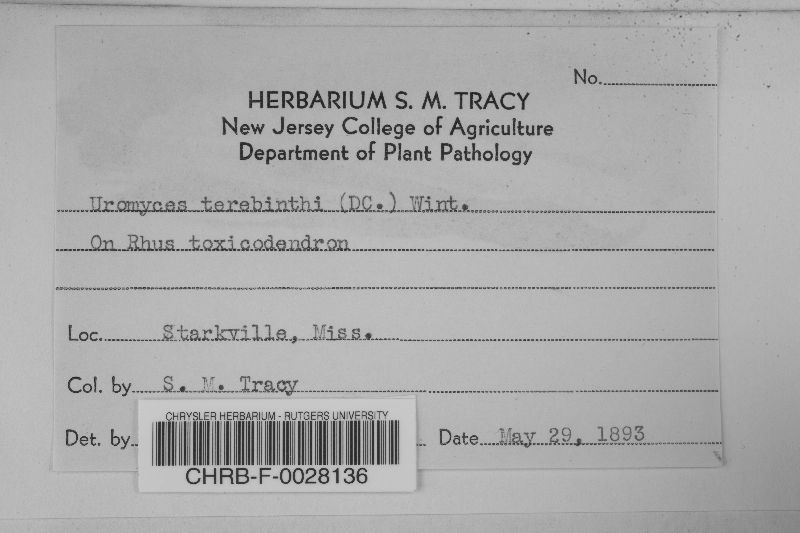 No.
HERBARIUM S. M. TRACY
New Jersey College of Agriculture
Department of Plant Pathology
Uromyces terebinthi (DC.) Wint.
On Rhus toxicodendron
Loc. Starkville, Miss.
Col. by S. M. Tracy
Det. by Date May 29, 1893
CHRYSLER HERBARIUM - RUTGERS UNIVERSITY
CHRB-F-0028136